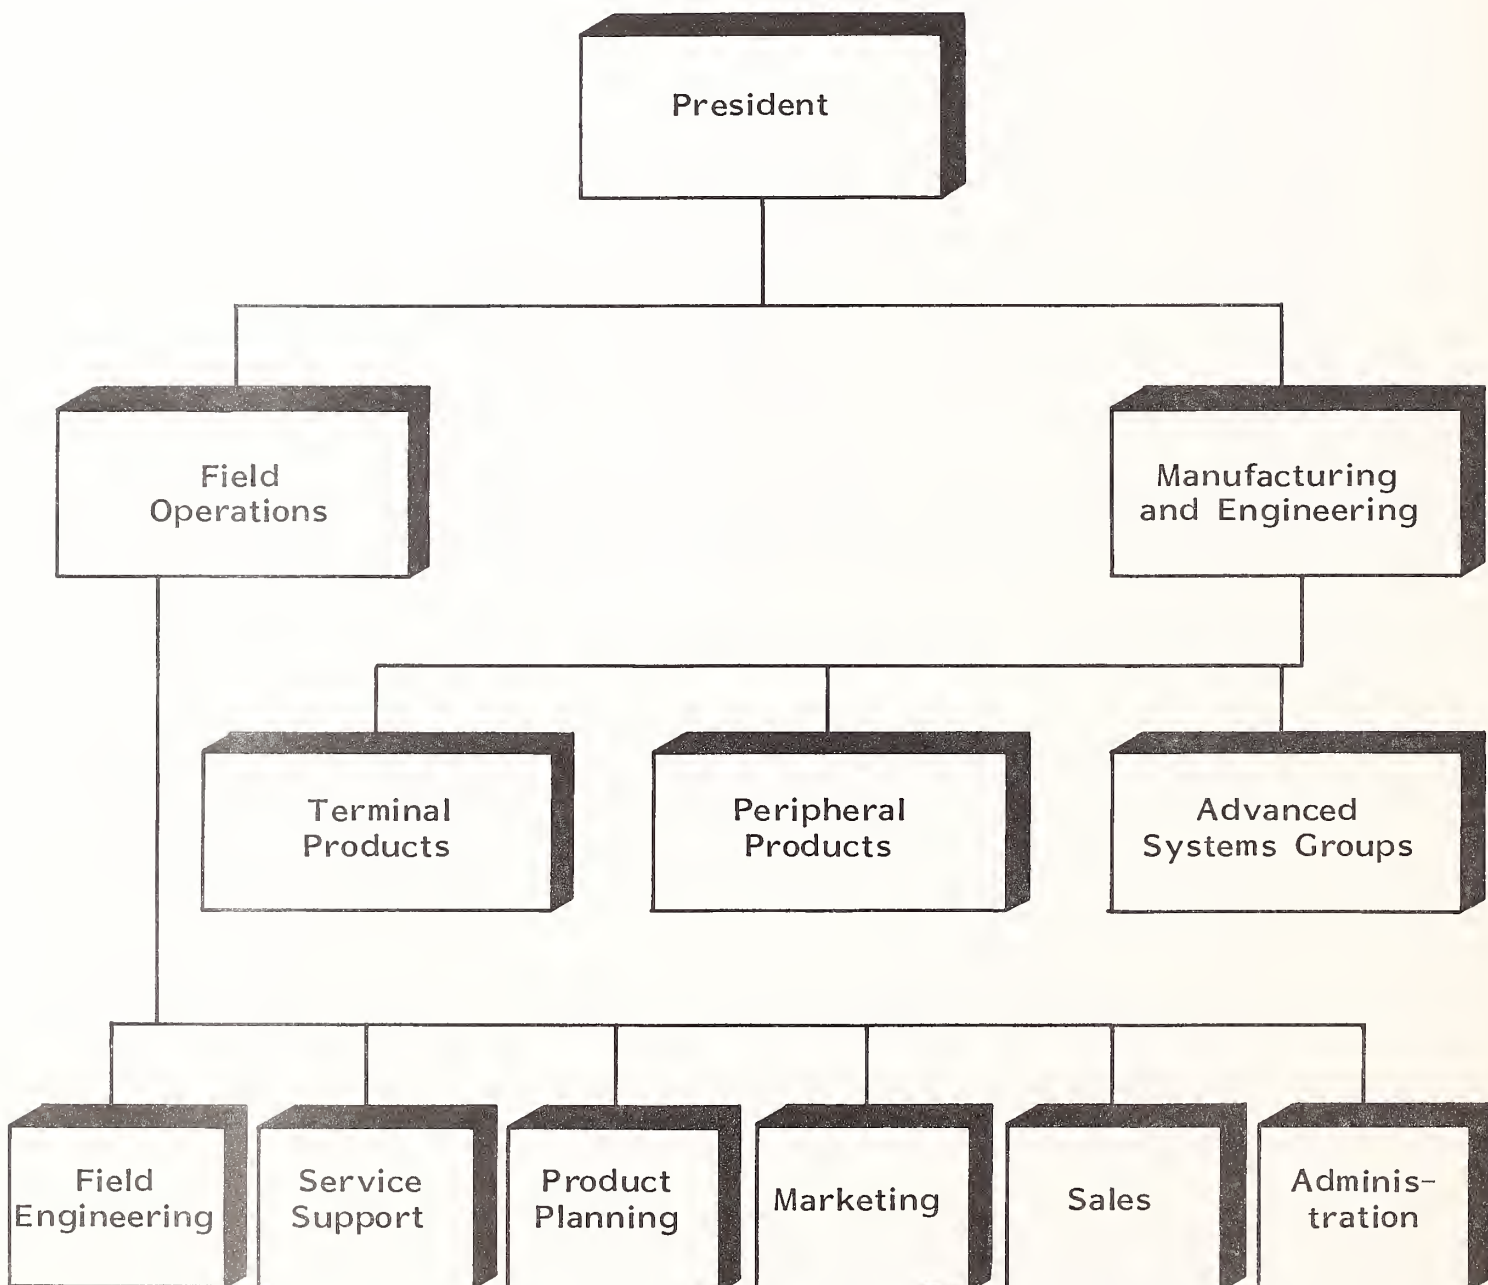 President
Field
Operations
Manufacturing
and Engineering
Terminal
Products
Peripheral
Products
Advanced
Systems Groups
Field
Engineering
Service
Support
Product
Planning
Marketing
Sales
Adminis-
tration